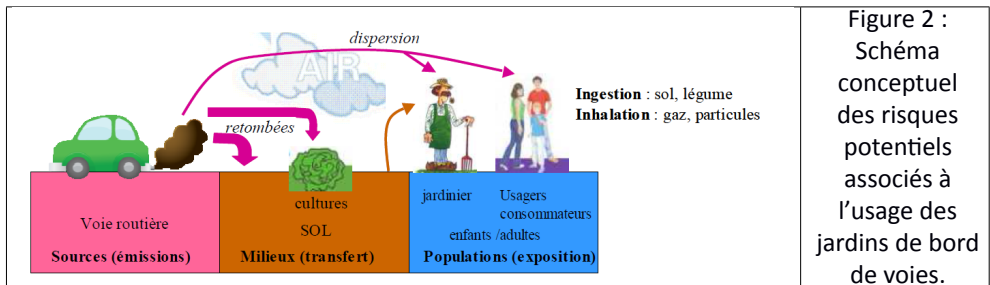 dispersion
AIR
Ingestion : sol, légume
Inhalation : gaz, particules
retombées
cultures
SOL
jardinier
Usagers
consommateurs
enfants /adultes
Voie routière
Sources (émissions)
Milieux (transfert)
Populations (exposition)
Figure 2 :
Schéma
conceptuel
des risques
potentiels
associés à
l’usage des
jardins de bord
de voies.